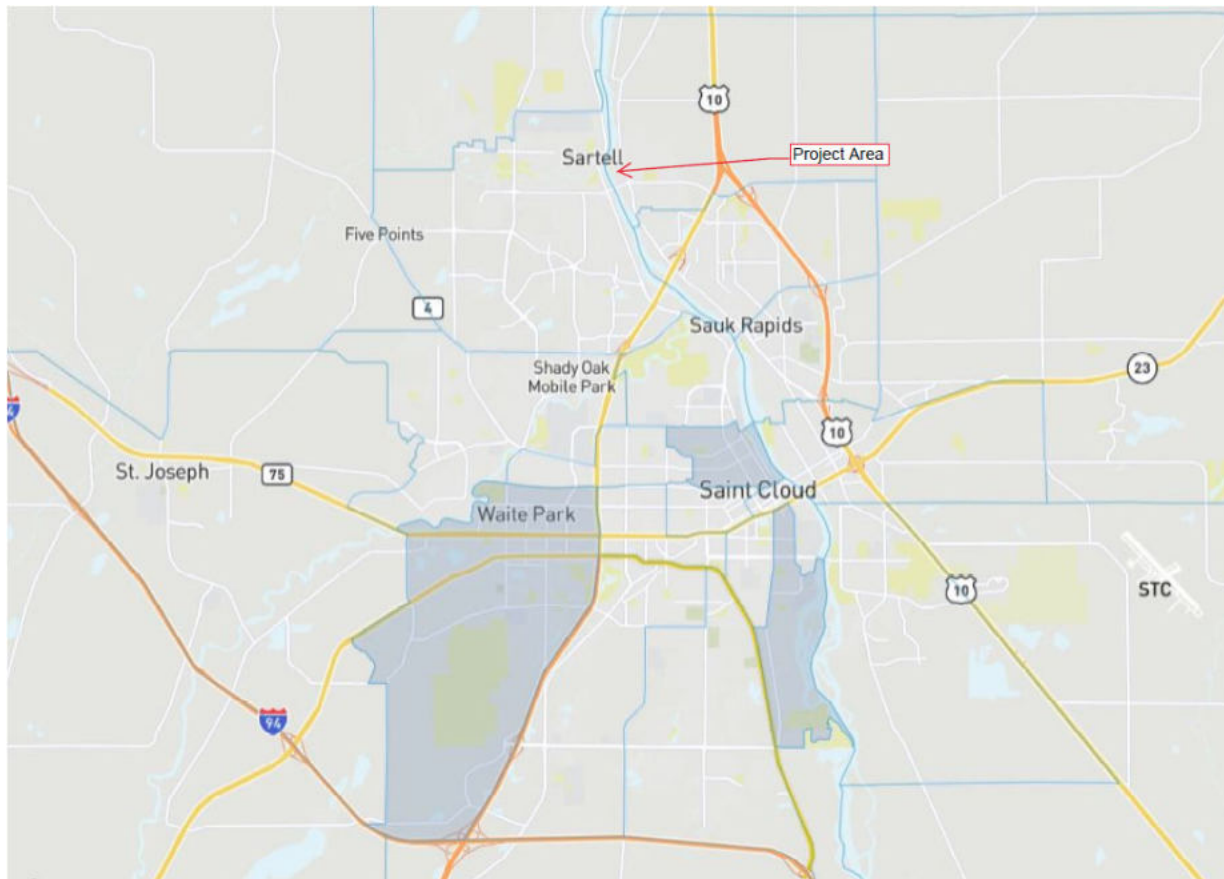 10
Sartell
Project Area
Five Points
4
Sauk Rapids
Shady Oak
Mobile Park
23
10
St. Joseph
75
Saint Cloud
Waite Park
10
STC
94